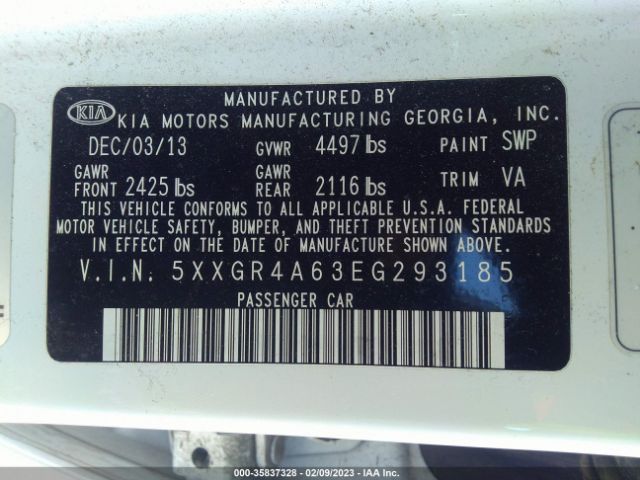 KIA
MANUFACTURED BY
KIA MOTORS MANUFACTURING GEORGIA, INC.
DEC/03/13 GVWR 4497 lbs PAINT SWP
GAWR FRONT 2425 lbs GAWR REAR 2116 lbs TRIM VA
THIS VEHICLE CONFORMS TO ALL APPLICABLE U.S.A. FEDERAL
MOTOR VEHICLE SAFETY, BUMPER, AND THEFT PREVENTION STANDARDS
IN EFFECT ON THE DATE OF MANUFACTURE SHOWN ABOVE.
V.I.N. 5XXGR4A63EG293185
PASSENGER CAR
000-35837328 - 02/09/2023 - IAA Inc.